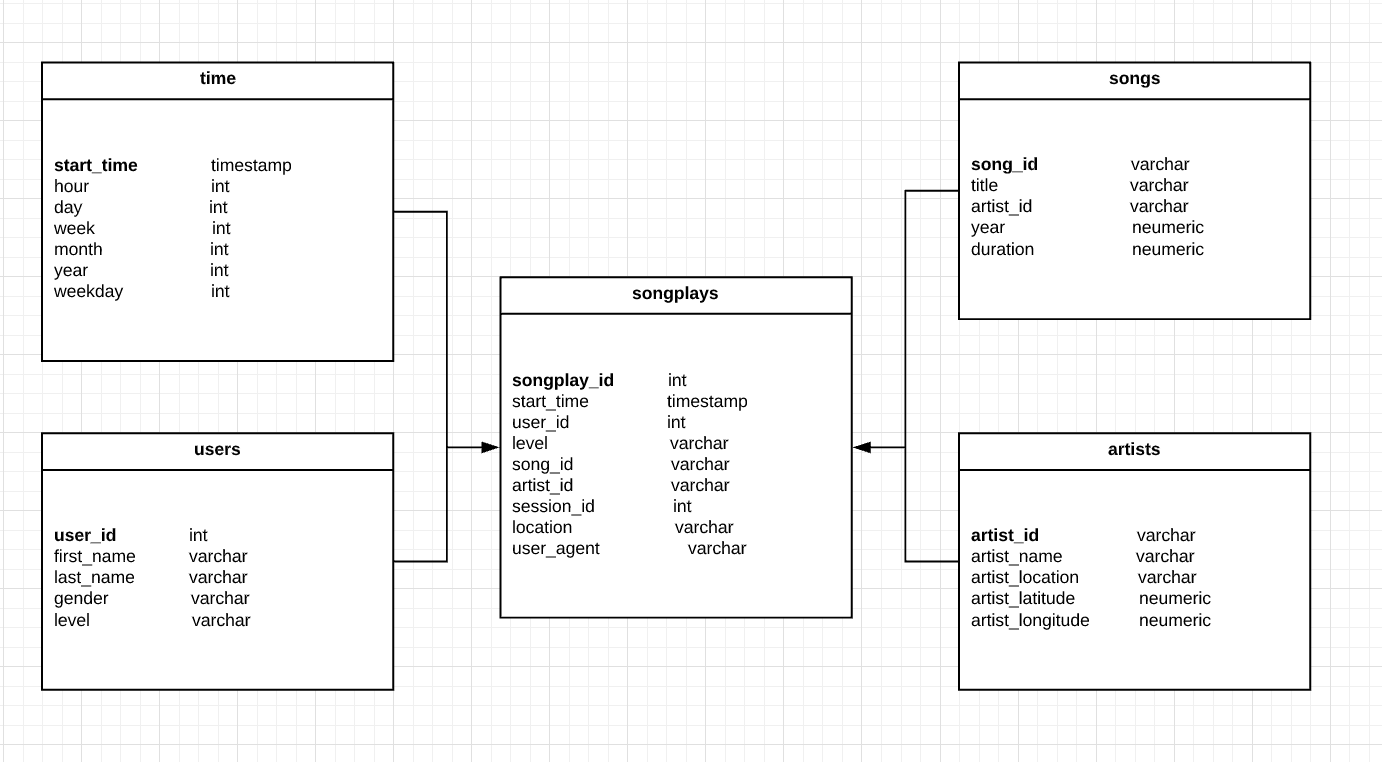 time
start_time timestamp
hour int
day int
week int
month int
year int
weekday int
users
user_id int
first_name varchar
last_name varchar
gender varchar
level varchar
songplays
songplay_id int
start_time timestamp
user_id int
level varchar
song_id varchar
artist_id varchar
session_id int
location varchar
user_agent varchar
songs
song_id varchar
title varchar
artist_id varchar
year neumeric
duration neumeric
artists
artist_id varchar
artist_name varchar
artist_location varchar
artist_latitude neumeric
artist_longitude neumeric